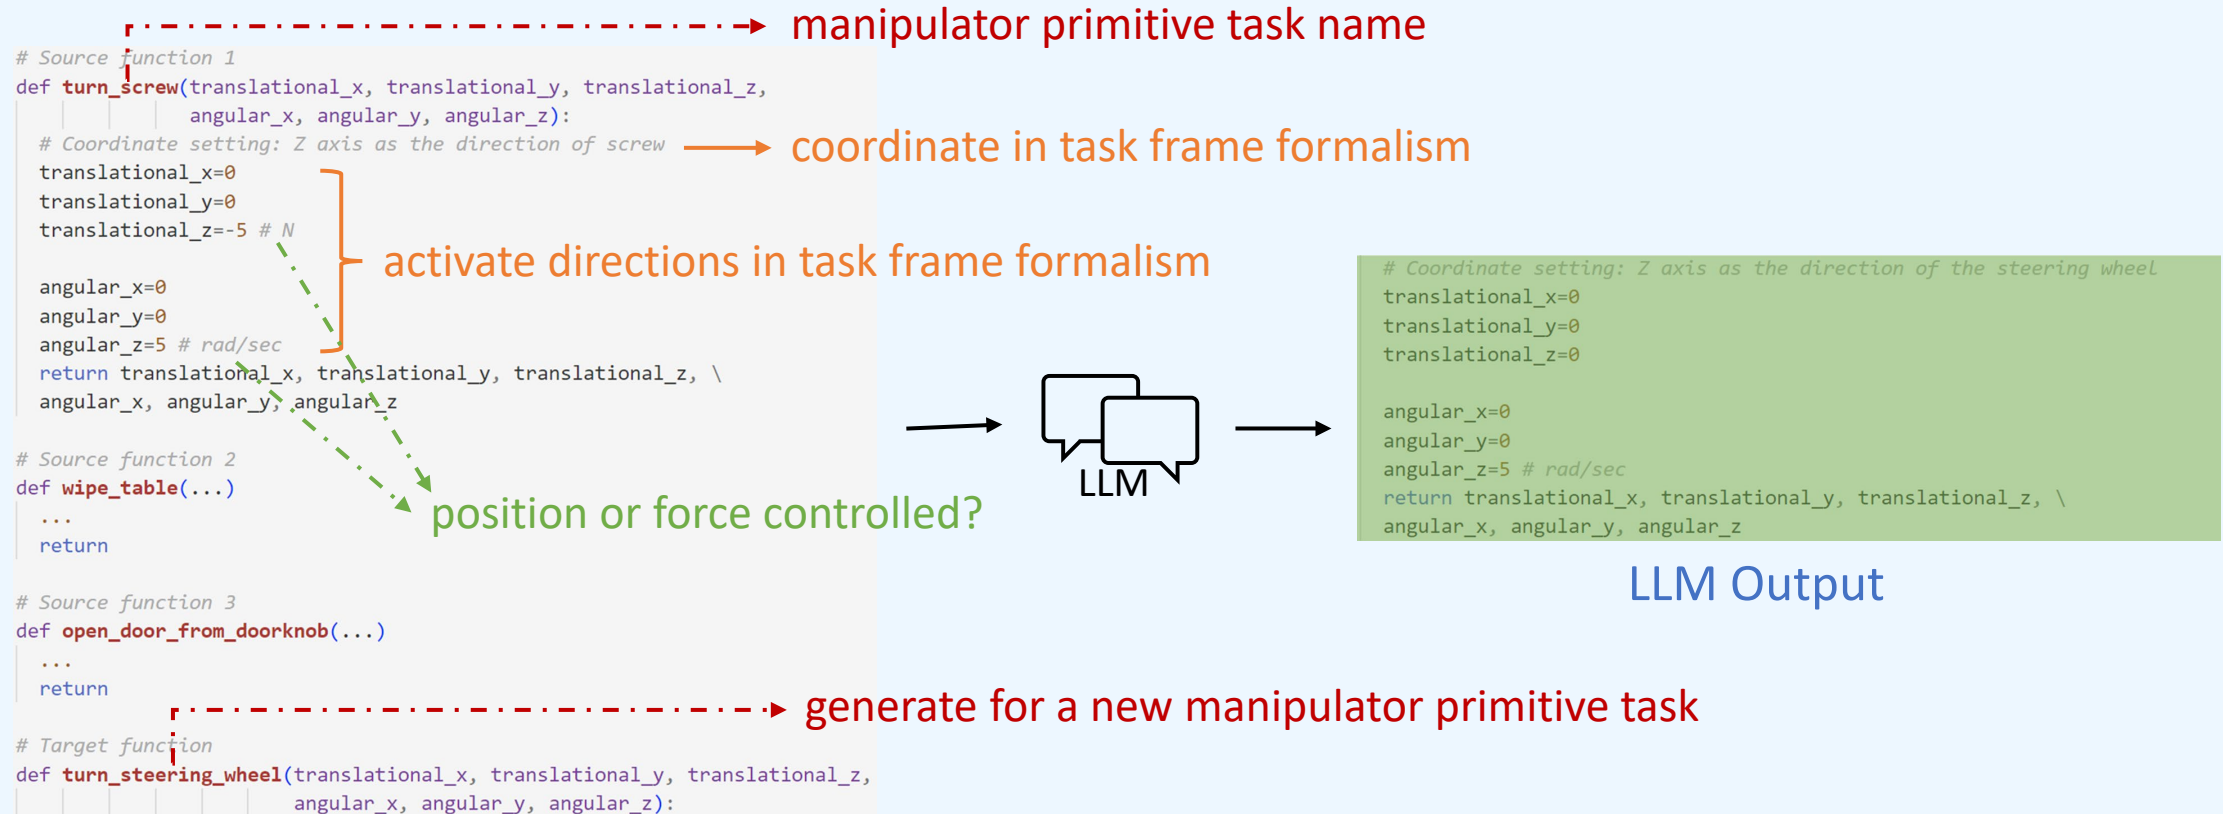 manipulator primitive task name
# Source function 1
def turn_screw(translational_x, translational_y, translational_z,
angular_x, angular_y, angular_z):
# Coordinate setting: Z axis as the direction of screw
coordinate in task frame formalism
translational_x=0
translational_y=0
translational_z=-5 # N
activate directions in task frame formalism
angular_x=0
angular_y=0
angular_z=5 # rad/sec
return translational_x, translational_y, translational_z, \
angular_x, angular_y, angular_z
# Source function 2
def wipe_table(...)
...
return
position or force controlled?
# Source function 3
def open_door_from_doorknob(...)
...
return
generate for a new manipulator primitive task
# Target function
def turn_steering_wheel(translational_x, translational_y, translational_z,
angular_x, angular_y, angular_z):
LLM
# Coordinate setting: Z axis as the direction of the steering wheel
translational_x=0
translational_y=0
translational_z=0
angular_x=0
angular_y=0
angular_z=5 # rad/sec
return translational_x, translational_y, translational_z, \
angular_x, angular_y, angular_z
LLM Output